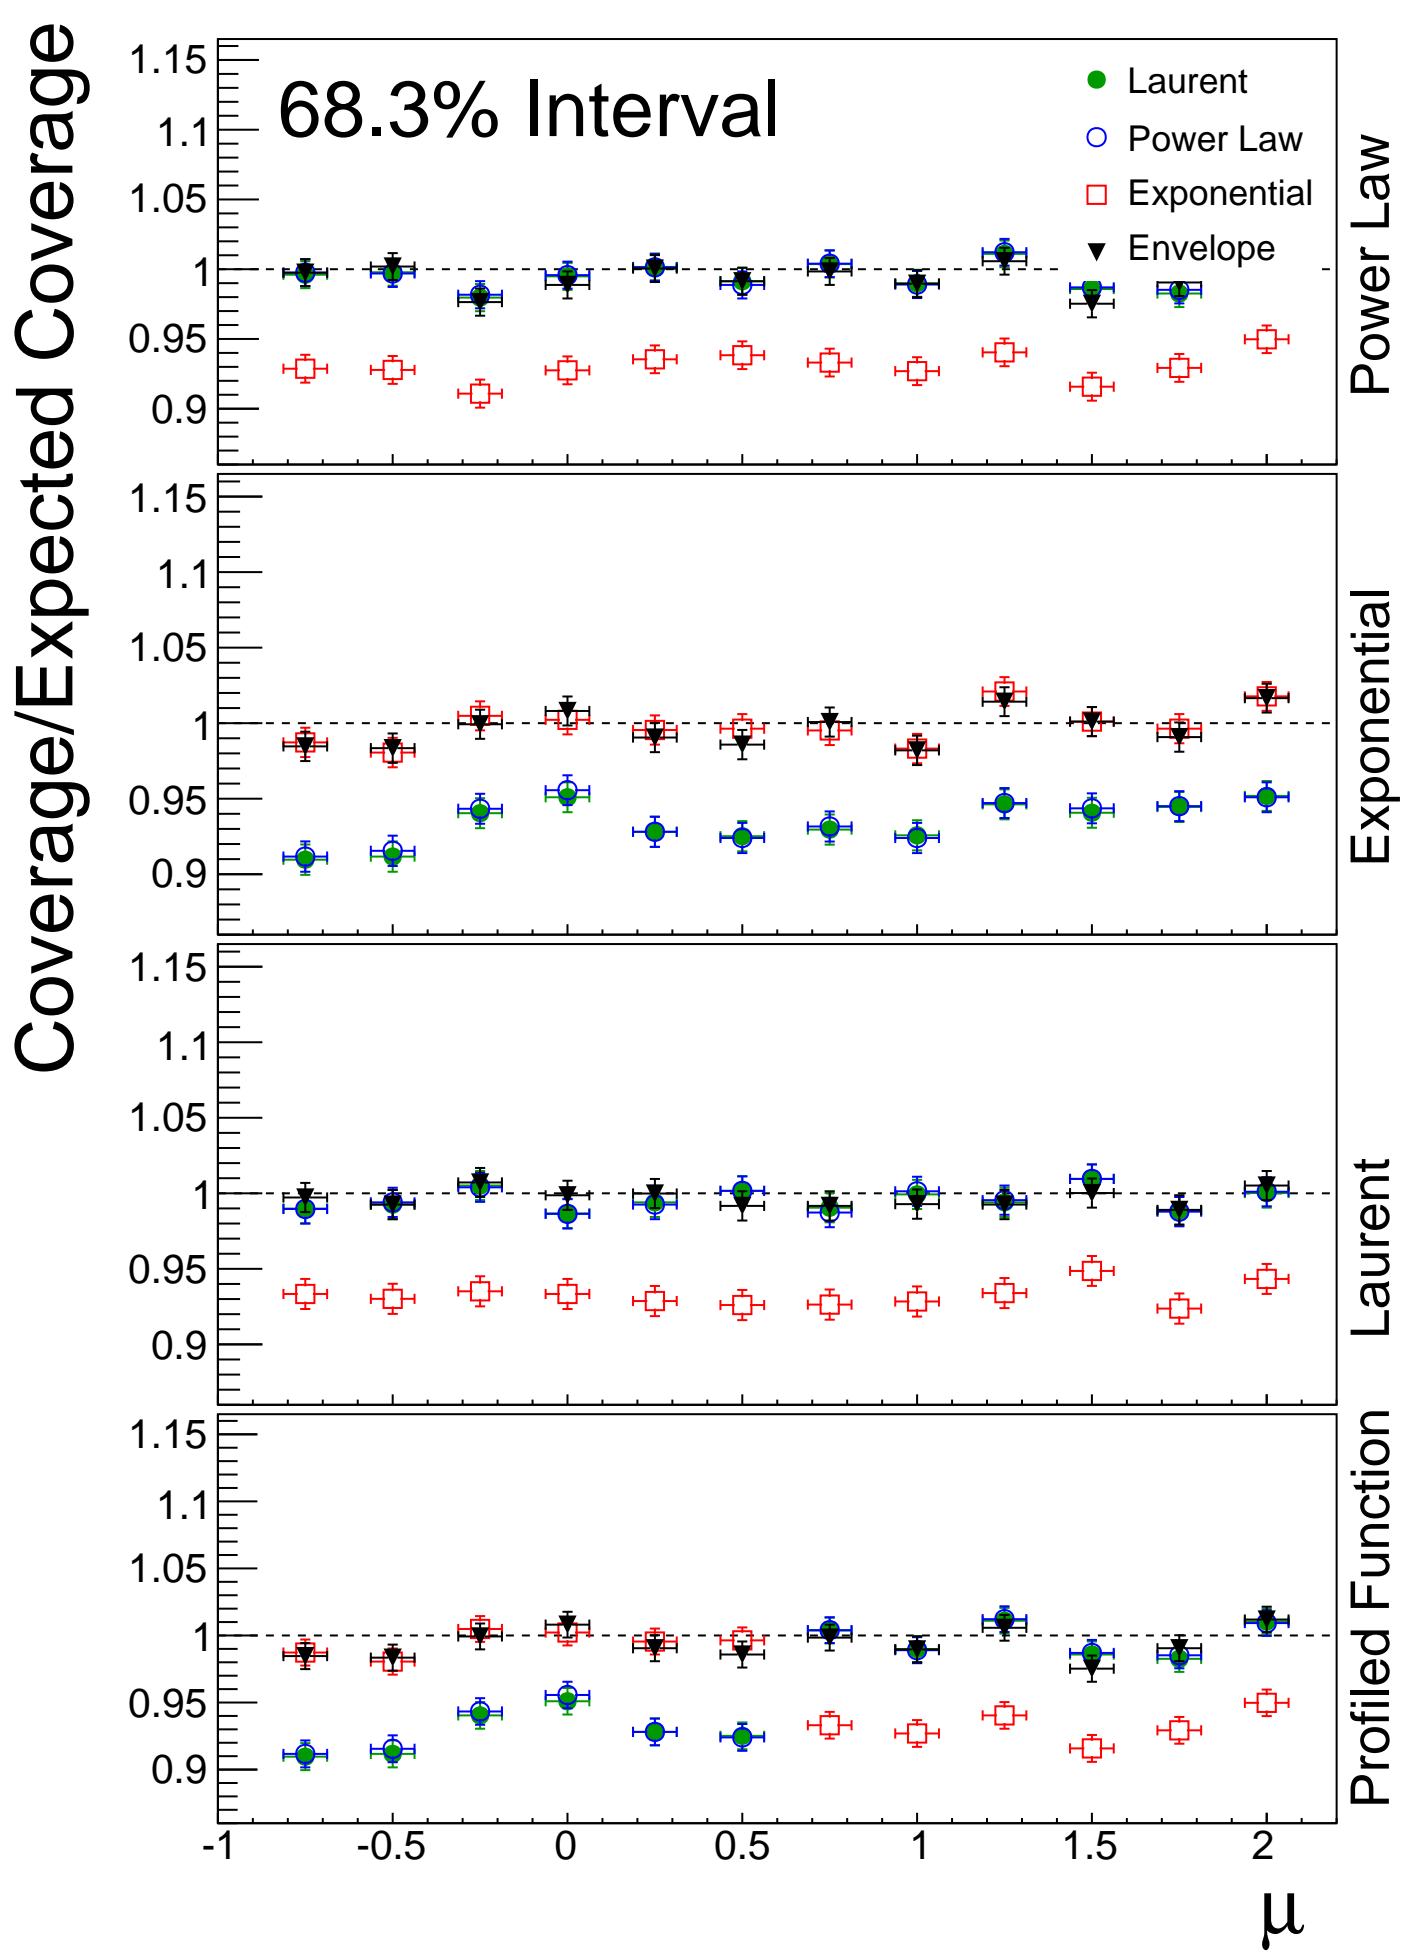 Coverage/Expected Coverage
68.3% Interval
Laurent
Power Law
Exponential
Envelope
1.15
1.1
1.05
1
0.95
0.9
Power Law
1.15
1.1
1.05
1
0.95
0.9
Exponential
1.15
1.1
1.05
1
0.95
0.9
Laurent
1.15
1.1
1.05
1
0.95
0.9
Profiled Function
-1 -0.5 0 0.5 1 1.5 2
μ